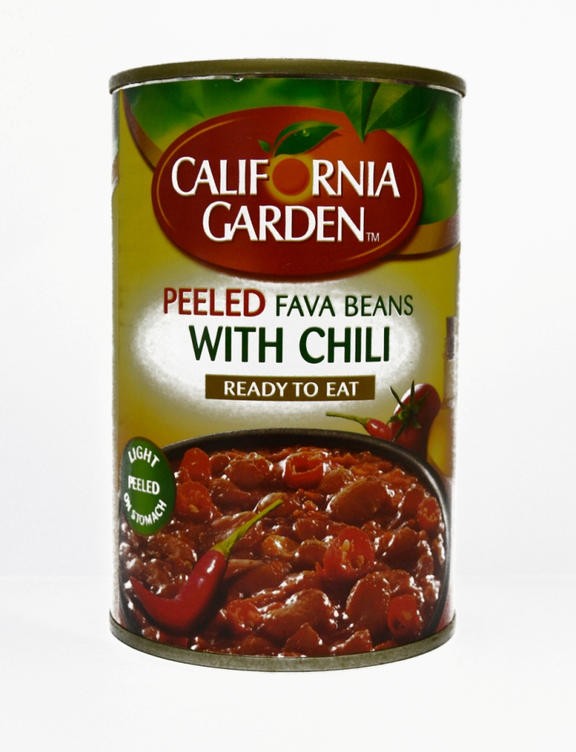 CALIFORNIA
GARDEN™
PEELED FAVA BEANS
WITH CHILI
READY TO EAT
LIGHT
PEELED
ON STOMACH